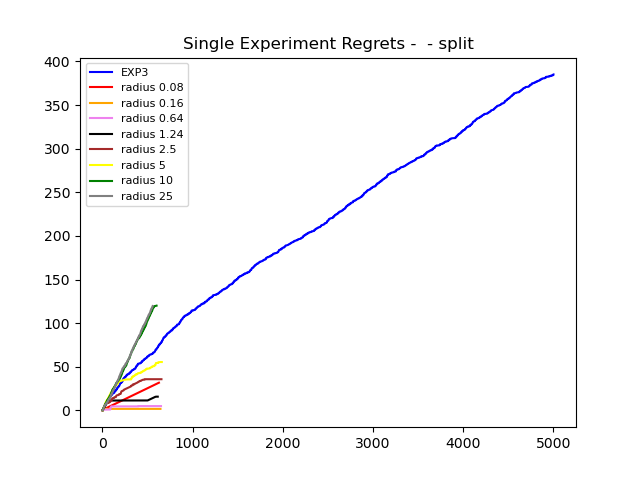 Single Experiment Regrets -  - split
EXP3
radius 0.08
radius 0.16
radius 0.64
radius 1.24
radius 2.5
radius 5
radius 10
radius 25
400
350
300
250
200
150
100
50
0
0 1000 2000 3000 4000 5000